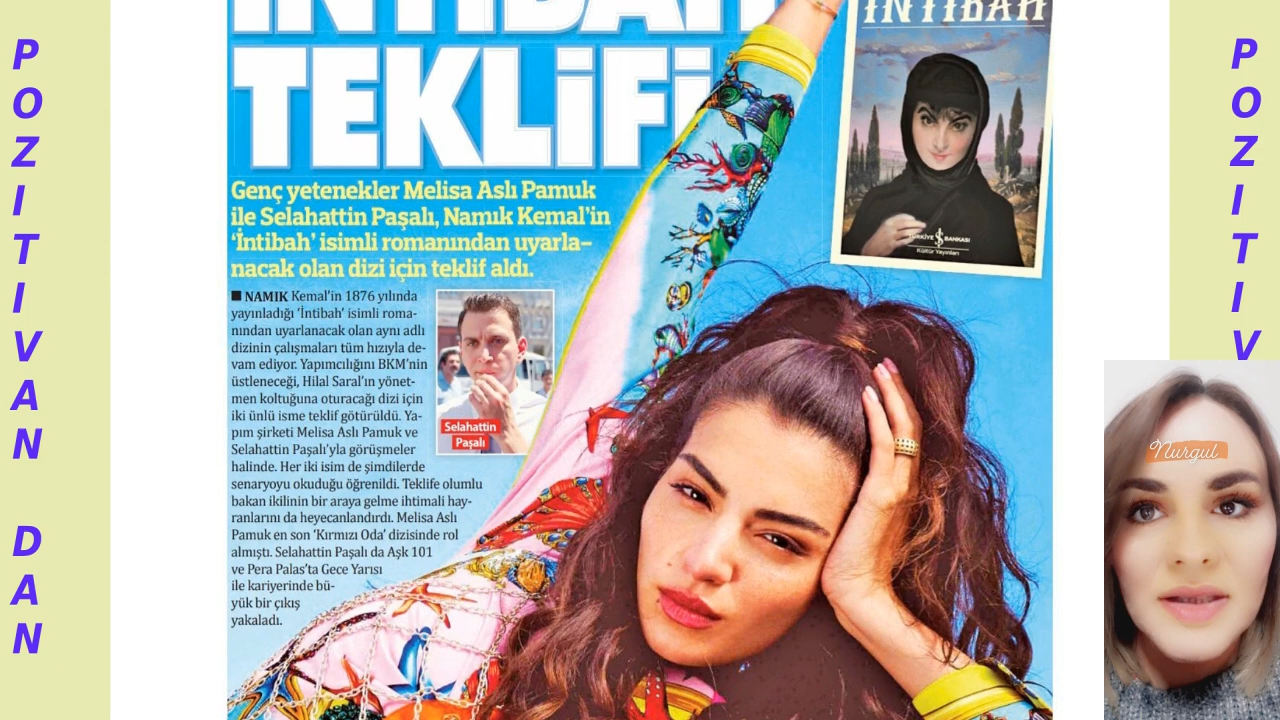 İNTİBAH
TEKLİFİ
Genç yetenekler Melisa Aslı Pamuk
ile Selahattin Paşalı, Namık Kemal’in
‘İntibah’ isimli romanından uyarla–
nacak olan dizi için teklif aldı.
■ NAMIK Kemal’in 1876 yılında
yayınladığı ‘İntibah’ isimli roma-
nından uyarlanacak olan aynı adlı
dizinin çalışmaları tüm hızıyla de-
vam ediyor. Yapımcılığını BKM’nin
üstleneceği, Hilal Saral’ın yönet-
men koltuğuna oturacağı dizi için
iki ünlü isme teklif götürüldü. Ya-
pım şirketi Melisa Aslı Pamuk ve
Selahattin Paşalı’yla görüşmeler
halinde. Her iki isim de şimdilerde
senaryoyu okuduğu öğrenildi. Teklife olumlu
bakan ikilinin bir araya gelme ihtimali hay-
ranlarını da heyecanlandırdı. Melisa Aslı
Pamuk en son ‘Kırmızı Oda’ dizisinde rol
almıştı. Selahattin Paşalı da Aşk 101
ve Pera Palas’ta Gece Yarısı
ile kariyerinde bü-
yük bir çıkış
yakaladı.
Selahattin
Paşalı
İNTİBAH
TÜRKİYE İŞ BANKASI
Kültür Yayınları
P
O
Z
I
T
I
V
A
N
D
A
N
P
O
Z
I
T
I
V
Nurgul